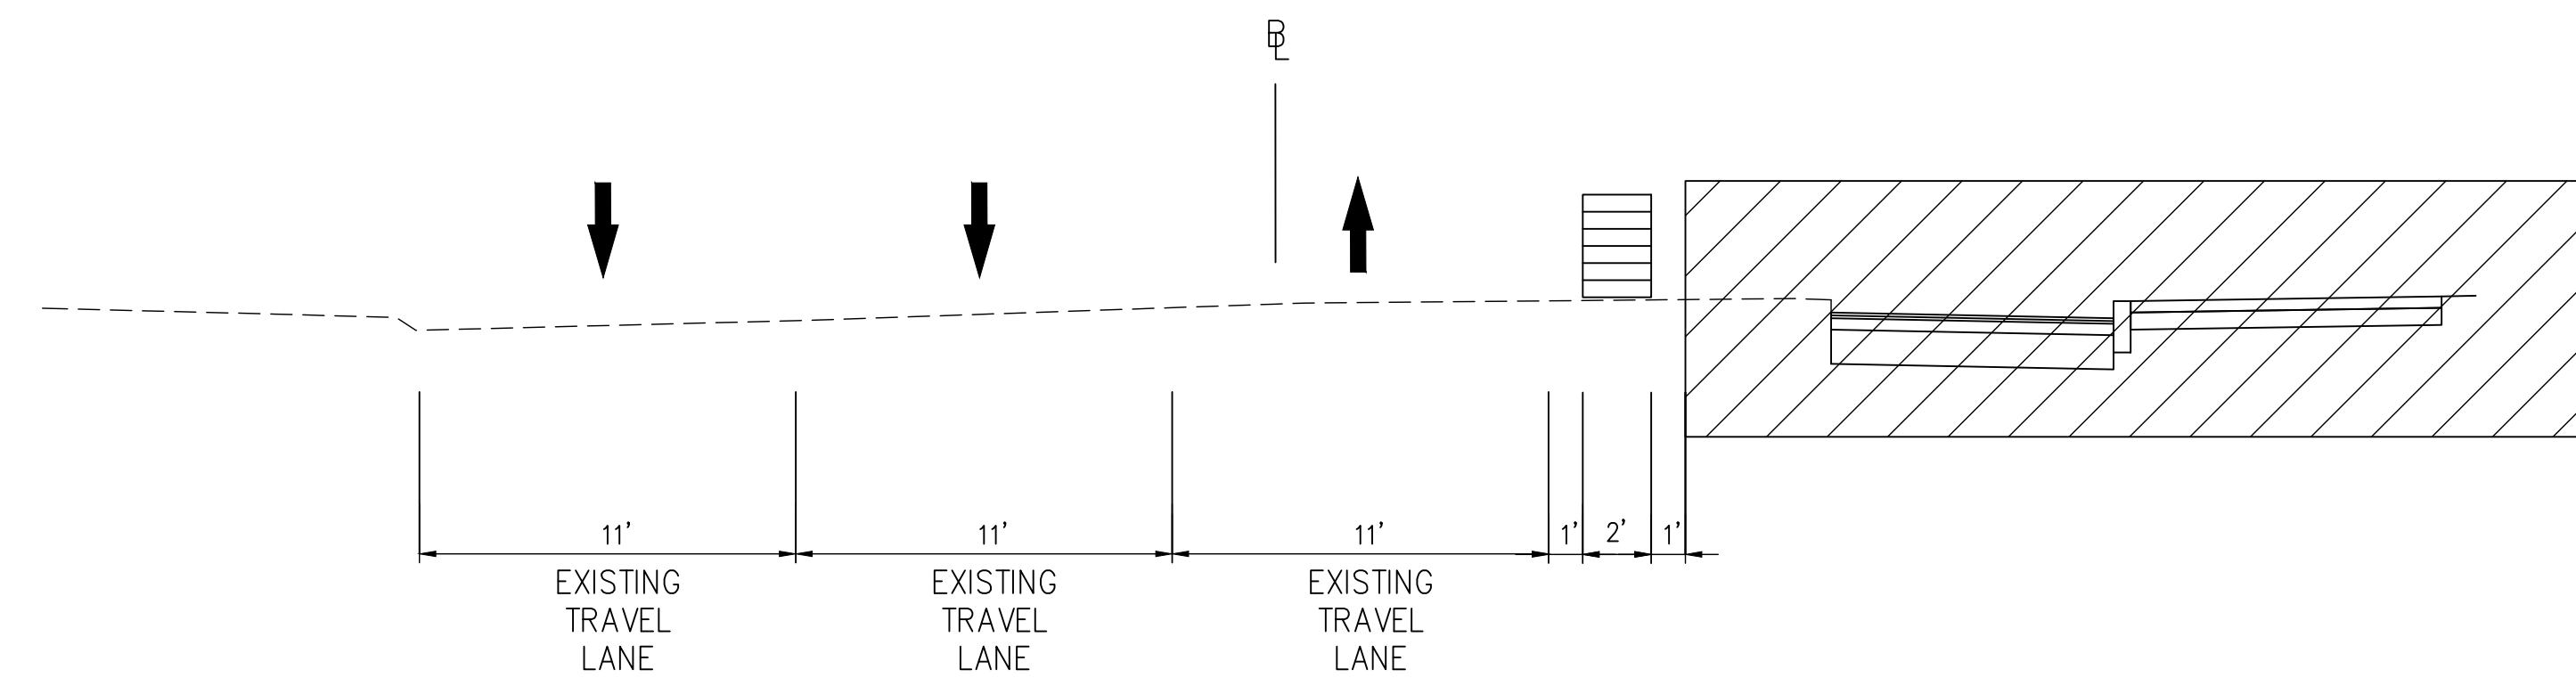 BL
11' 11' 11' 1' 2' 1'
EXISTING EXISTING EXISTING
TRAVEL TRAVEL TRAVEL
LANE LANE LANE